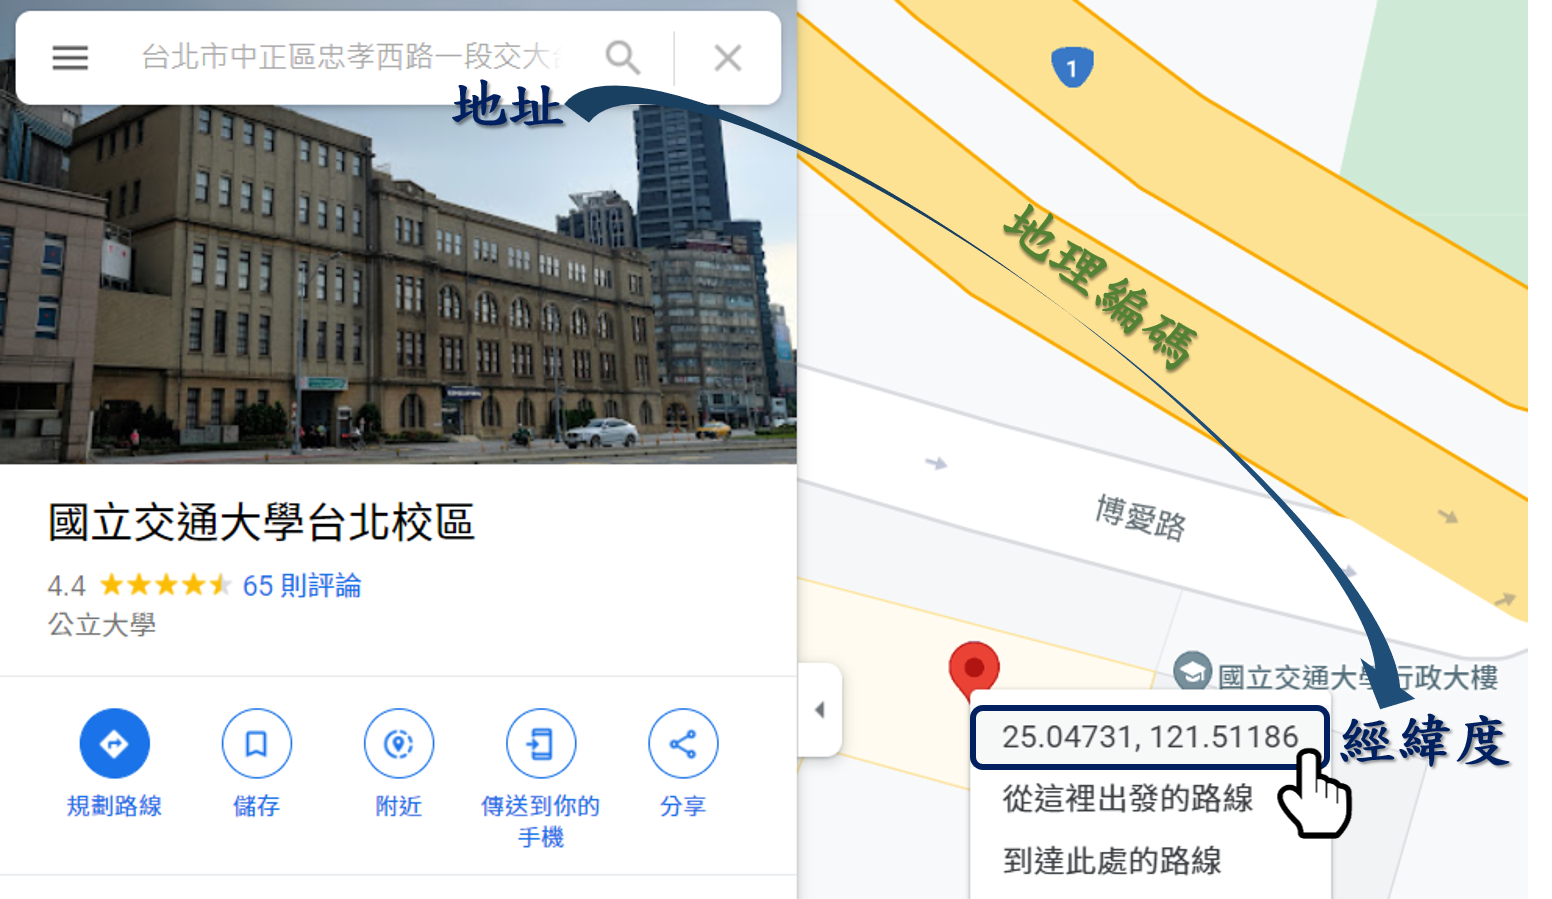 台北市中正區忠孝西路一段交大
地址
國立交通大學台北校區
4.4 65 則評論
公立大學
規劃路線
儲存
附近
傳送到你的
手機
分享
1
地理編碼
博愛路
國立交通大學行政大樓
25.04731, 121.51186
經緯度
從這裡出發的路線
到達此處的路線